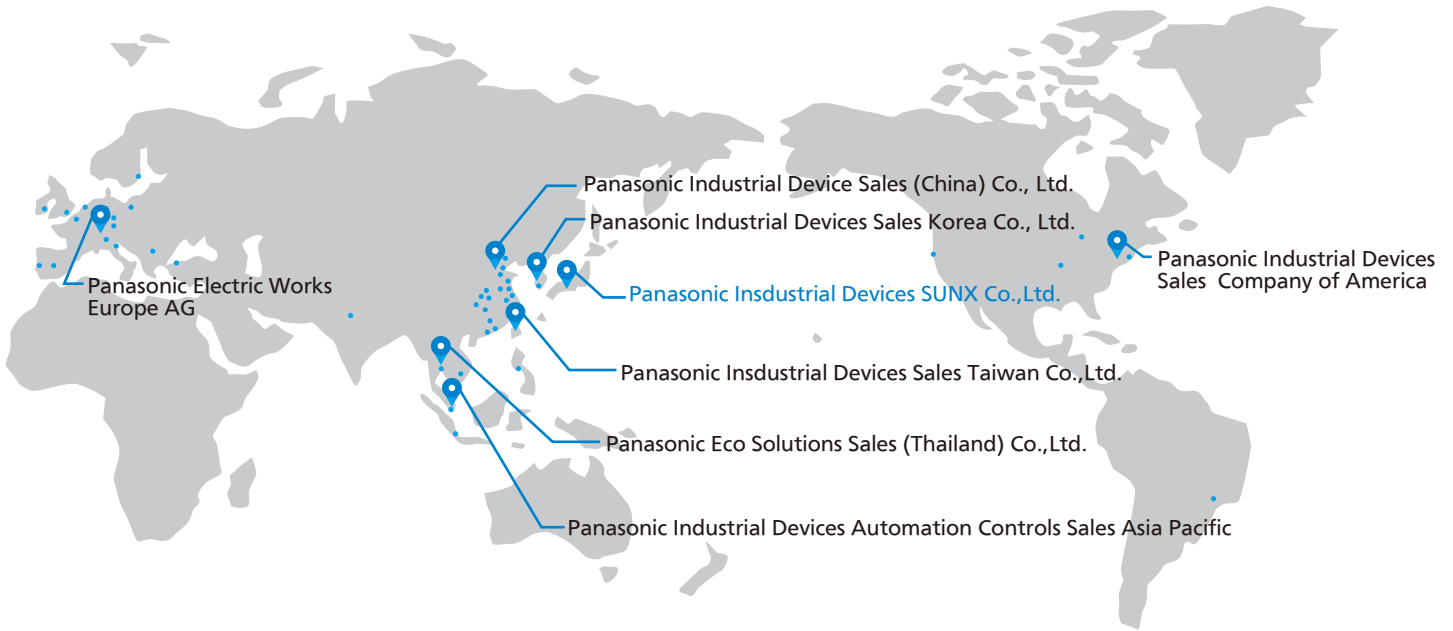 Panasonic Industrial Device Sales (China) Co., Ltd.
Panasonic Industrial Devices Sales Korea Co., Ltd.
Panasonic Industrial Devices
Sales Company of America
Panasonic Electric Works
Europe AG
Panasonic Insdustrial Devices SUNX Co.,Ltd.
Panasonic Insdustrial Devices Sales Taiwan Co.,Ltd.
Panasonic Eco Solutions Sales (Thailand) Co.,Ltd.
Panasonic Industrial Devices Automation Controls Sales Asia Pacific